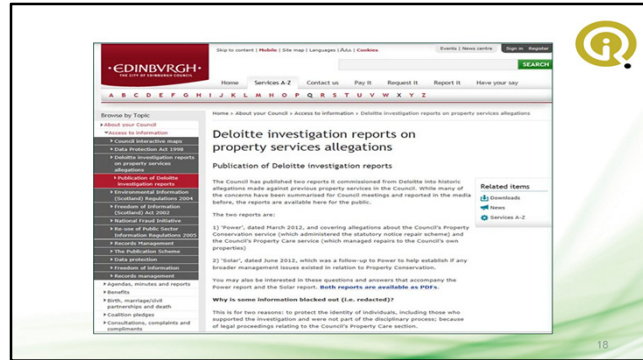 Skip to content | Mobile | Site map | Languages | A/AA | Cookies
Events | News centre Sign in Register
·EDINBVRGH·
THE CITY OF EDINBURGH COUNCIL
SEARCH
Home Services A-Z Contact us Pay It Request It Report It Have your say
A B C D E F G H I J K L M N O P Q R S T U V W X Y Z
Browse by Topic
About your Council
Access to information
Council interactive maps
Data Protection Act 1998
Deloitte investigation reports
on property services
allegations
Publication of Deloitte
investigation reports
Environmental Information
(Scotland) Regulations 2004
Freedom of Information
(Scotland) Act 2002
National Fraud Initiative
Re-use of Public Sector
Information Regulations 2005
Records Management
The Publication Scheme
Data protection
Freedom of Information
Records management
Agendas, minutes and reports
Benefits
Birth, marriage/civil
partnerships and death
Coalition pledges
Consultations, complaints and
compliments
Home > About your Council > Access to information > Deloitte investigation reports on property services allegations
Deloitte investigation reports on
property services allegations
Publication of Deloitte investigation reports
The Council has published two reports it commissioned from Deloitte into historic
allegations made against previous property services in the Council. While many of
the concerns have been summarised for Council meetings and reported in the media
before, the reports are available here for the public.
The two reports are:
1) 'Power', dated March 2012, and covering allegations about the Council's Property
Conservation service (which administered the statutory notice repair scheme) and
the Council's Property Care service (which managed repairs to the Council's own
properties)
2) 'Solar', dated June 2012, which was a follow-up to Power to help establish if any
broader management issues existed in relation to Property Conservation.
You may also be interested in these questions and answers that accompany the
Power report and the Solar report. Both reports are available as PDFs.
Why is some information blacked out (i.e. redacted)?
This is for two reasons: to protect the identity of individuals, including those who
supported the investigation and were not part of the disciplinary process; because
of legal proceedings relating to the Council's Property Care section.
Related items
Downloads
News
Services A-Z
18